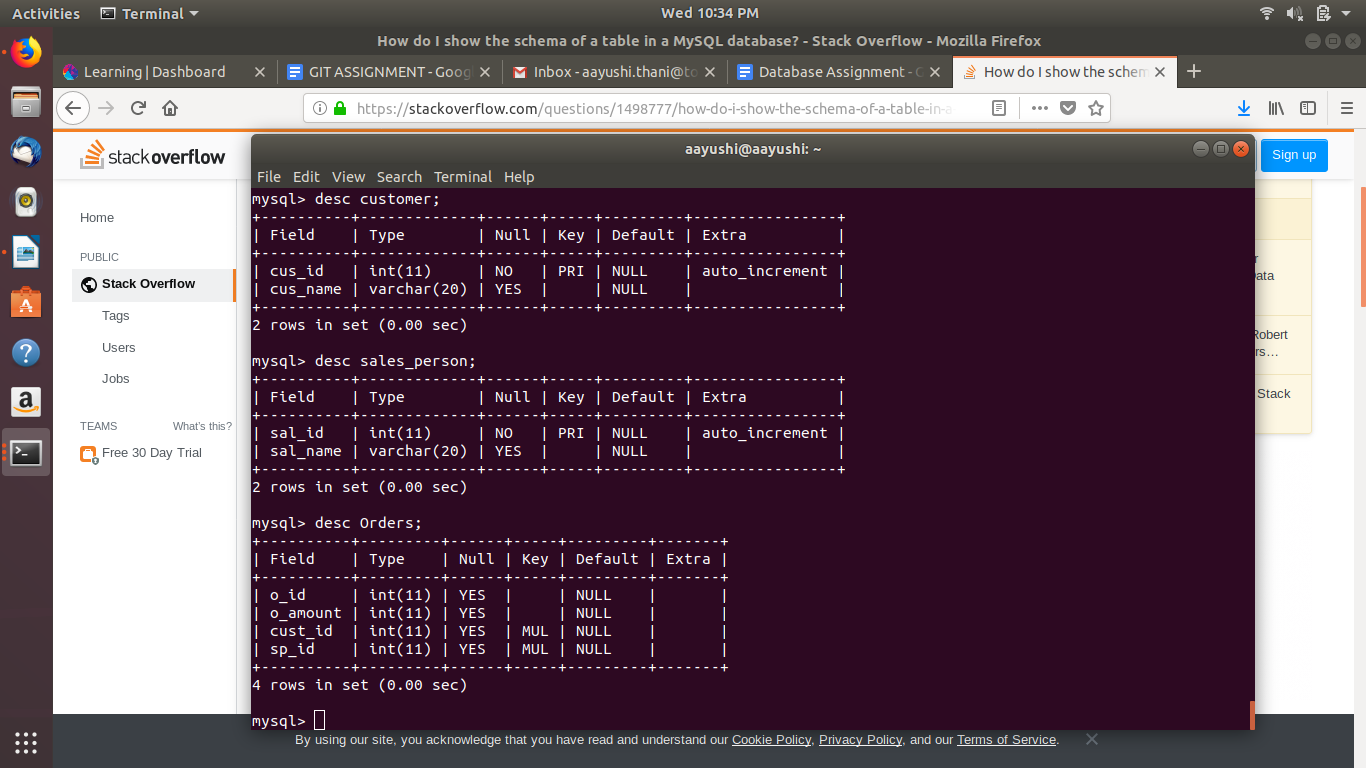 Activities Terminal Wed 10:34 PM
How do I show the schema of a table in a MySQL database? - Stack Overflow - Mozilla Firefox
Learning | Dashboard GIT ASSIGNMENT - Goog Inbox - aayushi.thani@to Database Assignment - How do I show the schem
https://stackoverflow.com/questions/1498777/how-do-i-show-the-schema-of-a-table-in-a
stackoverflow Sign up
aayushi@aayushi: ~
File Edit View Search Terminal Help
Home
PUBLIC
Stack Overflow
Tags
Users
Jobs
TEAMS What's this?
Free 30 Day Trial
mysql> desc customer;
+----------+-------------+------+-----+---------+----------------+
| Field    | Type        | Null | Key | Default | Extra          |
+----------+-------------+------+-----+---------+----------------+
| cus_id   | int(11)     | NO   | PRI | NULL    | auto_increment |
| cus_name | varchar(20) | YES  |     | NULL    |                |
+----------+-------------+------+-----+---------+----------------+
2 rows in set (0.00 sec)
mysql> desc sales_person;
+----------+-------------+------+-----+---------+----------------+
| Field    | Type        | Null | Key | Default | Extra          |
+----------+-------------+------+-----+---------+----------------+
| sal_id   | int(11)     | NO   | PRI | NULL    | auto_increment |
| sal_name | varchar(20) | YES  |     | NULL    |                |
+----------+-------------+------+-----+---------+----------------+
2 rows in set (0.00 sec)
mysql> desc Orders;
+----------+---------+------+-----+---------+-------+
| Field    | Type    | Null | Key | Default | Extra |
+----------+---------+------+-----+---------+-------+
| o_id     | int(11) | YES  |     | NULL    |       |
| o_amount | int(11) | YES  |     | NULL    |       |
| cust_id  | int(11) | YES  | MUL | NULL    |       |
| sp_id    | int(11) | YES  | MUL | NULL    |       |
+----------+---------+------+-----+---------+-------+
4 rows in set (0.00 sec)
mysql>
r
Data
Robert
rs…
Stack
By using our site, you acknowledge that you have read and understand our Cookie Policy, Privacy Policy, and our Terms of Service.